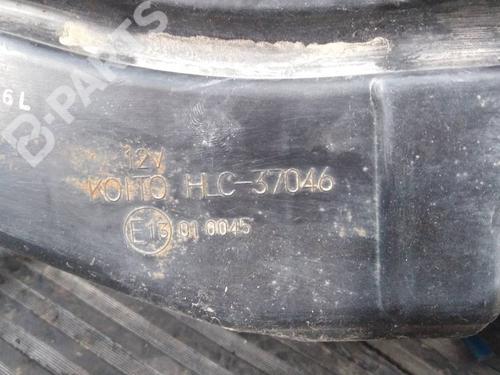 B-PARTS
6L
12V
KOITO HLC-37046
E13 01 0045